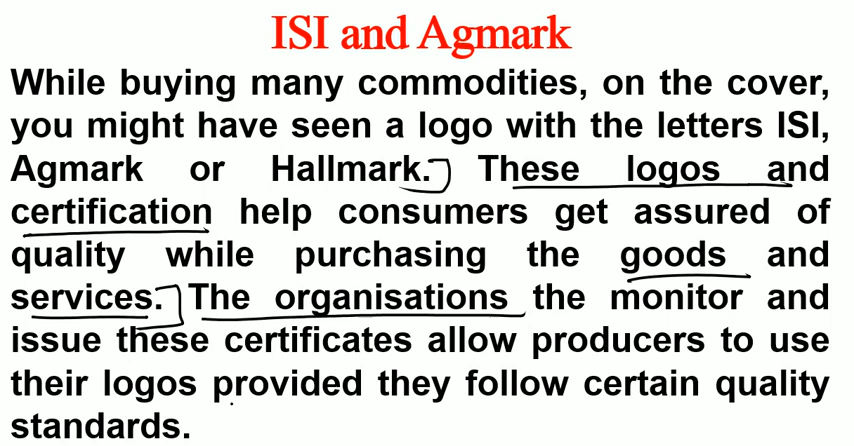 ISI and Agmark
While buying many commodities, on the cover,
you might have seen a logo with the letters ISI,
Agmark or Hallmark. These logos and
certification help consumers get assured of
quality while purchasing the goods and
services. The organisations the monitor and
issue these certificates allow producers to use
their logos provided they follow certain quality
standards.